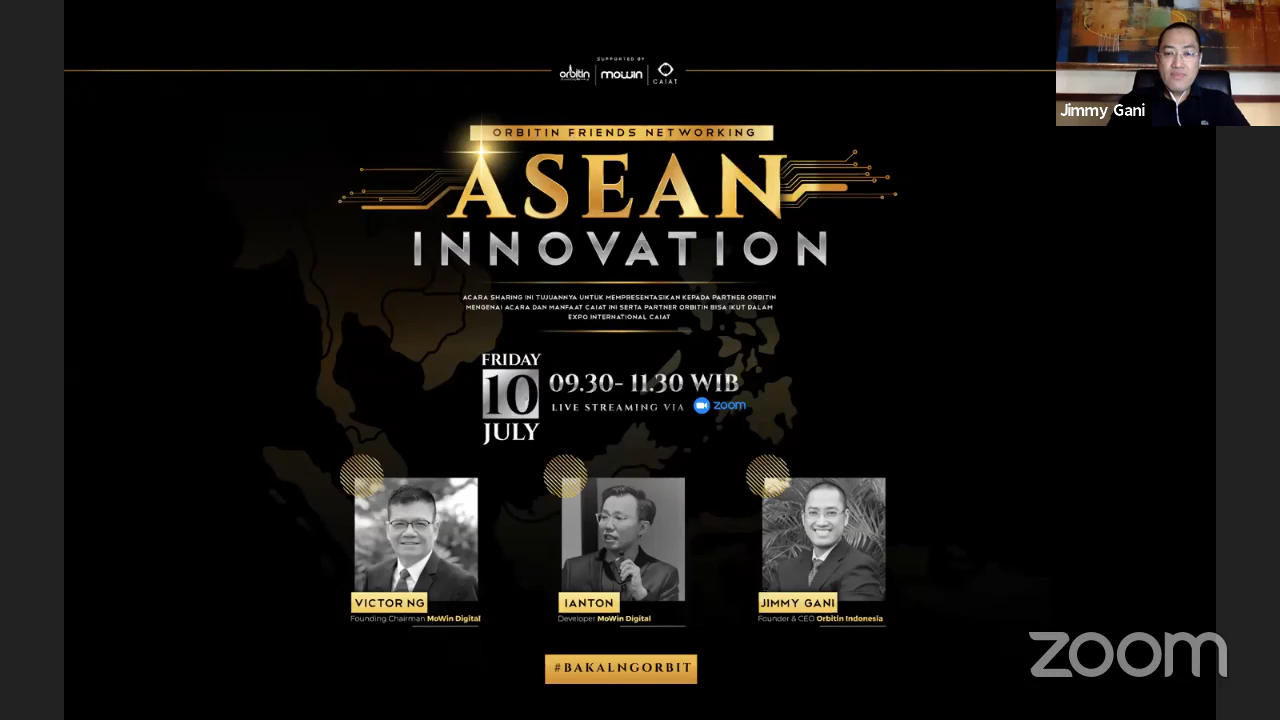 SUPPORTED BY
orbitin mowin CAIAT
Jimmy Gani
ORBITIN FRIENDS NETWORKING
ASEAN
INNOVATION
ACARA SHARING INI TUJUANNYA UNTUK MEMPRESENTASIKAN KEPADA PARTNER ORBITIN
MENGENAI ACARA DAN MANFAAT CAIAT INI SERTA PARTNER ORBITIN BISA IKUT DALAM
EXPO INTERNATIONAL CAIAT
FRIDAY
10
JULY
09.30- 11.30 WIB
LIVE STREAMING VIA zoom
VICTOR NG
Founding Chairman MoWin Digital
IANTON
Developer MoWin Digital
JIMMY GANI
Founder & CEO Orbitin Indonesia
#BAKALNGORBIT
zoom